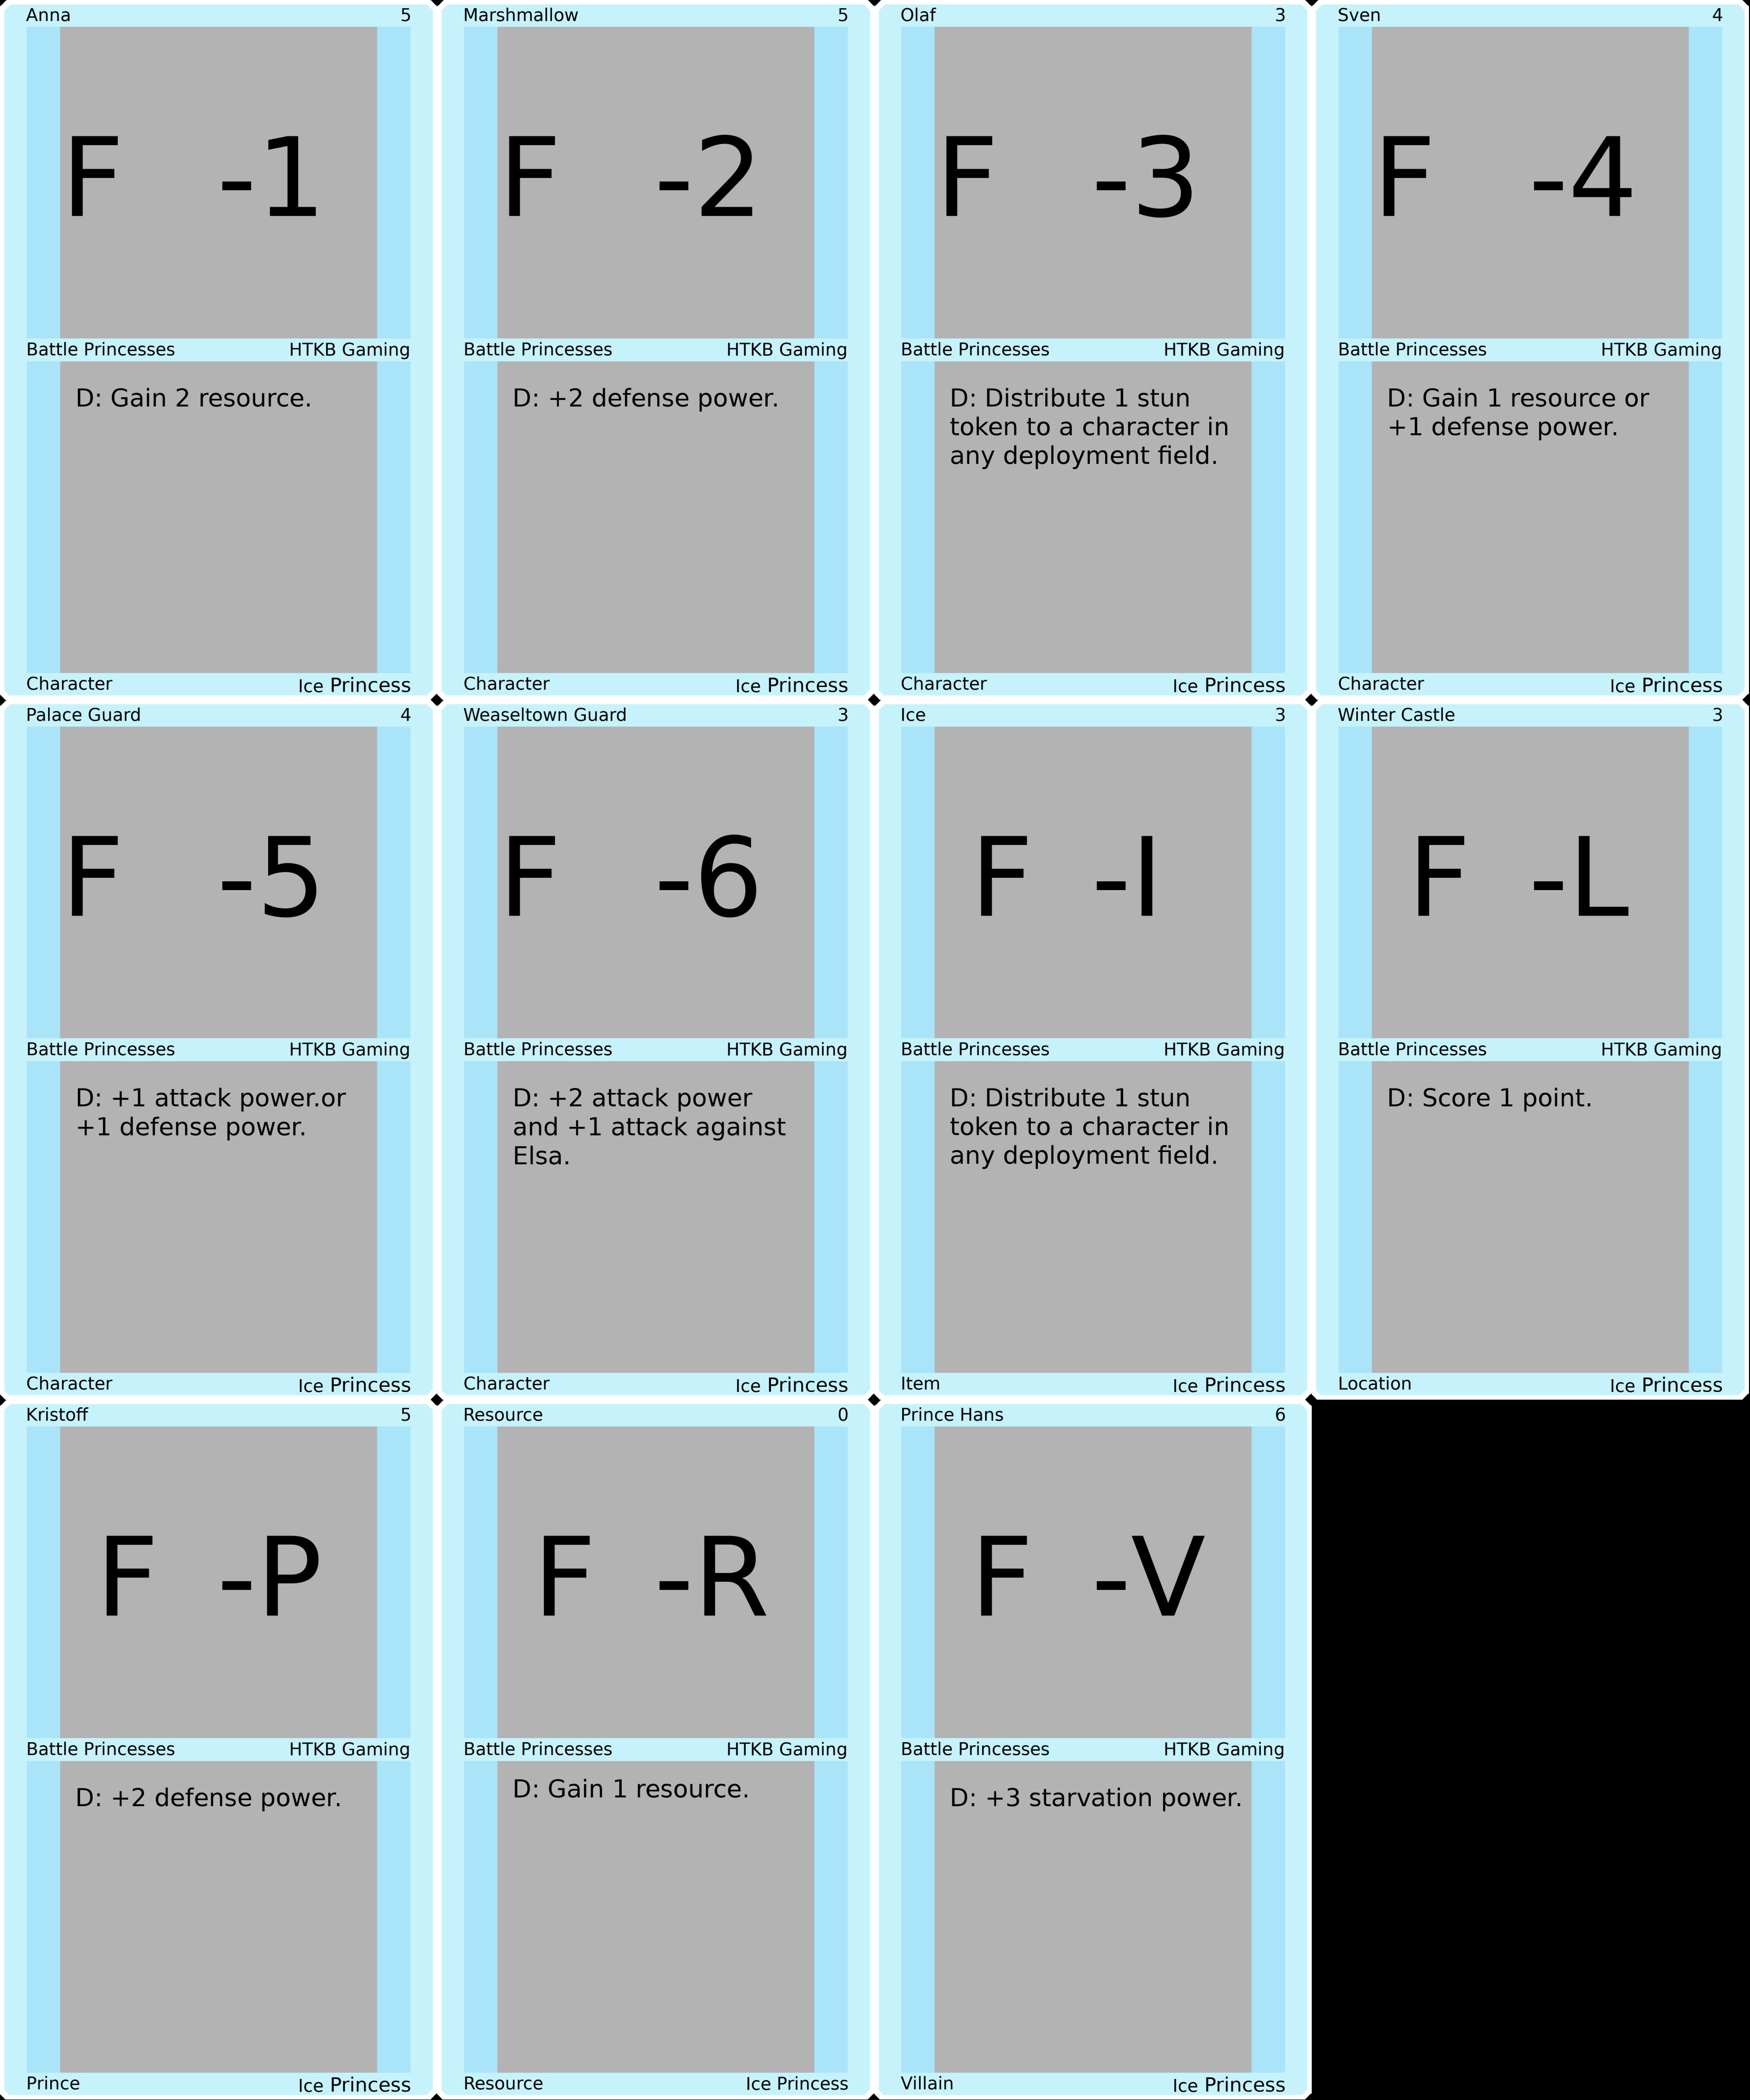 Anna 5
F -1
Battle Princesses HTKB Gaming
D: Gain 2 resource.
Character Ice Princess
Marshmallow 5
F -2
Battle Princesses HTKB Gaming
D: +2 defense power.
Character Ice Princess
Olaf 3
F -3
Battle Princesses HTKB Gaming
D: Distribute 1 stun
token to a character in
any deployment field.
Character Ice Princess
Sven 4
F -4
Battle Princesses HTKB Gaming
D: Gain 1 resource or
+1 defense power.
Character Ice Princess
Palace Guard 4
F -5
Battle Princesses HTKB Gaming
D: +1 attack power.or
+1 defense power.
Character Ice Princess
Weaseltown Guard 3
F -6
Battle Princesses HTKB Gaming
D: +2 attack power
and +1 attack against
Elsa.
Character Ice Princess
Ice 3
F -I
Battle Princesses HTKB Gaming
D: Distribute 1 stun
token to a character in
any deployment field.
Item Ice Princess
Winter Castle 3
F -L
Battle Princesses HTKB Gaming
D: Score 1 point.
Location Ice Princess
Kristoff 5
F -P
Battle Princesses HTKB Gaming
D: +2 defense power.
Prince Ice Princess
Resource 0
F -R
Battle Princesses HTKB Gaming
D: Gain 1 resource.
Resource Ice Princess
Prince Hans 6
F -V
Battle Princesses HTKB Gaming
D: +3 starvation power.
Villain Ice Princess